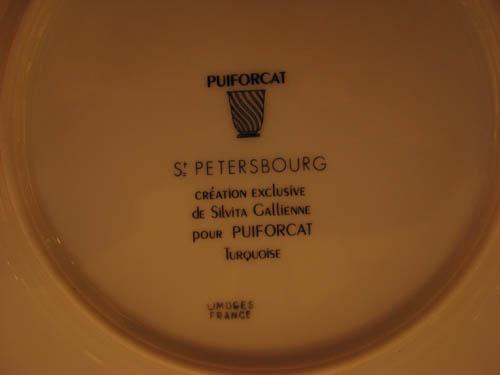 PUIFORCAT
St PETERSBOURG
CRÉATION EXCLUSIVE
de Silvita Gallienne
POUR PUIFORCAT
TURQUOISE
LIMOGES
FRANCE